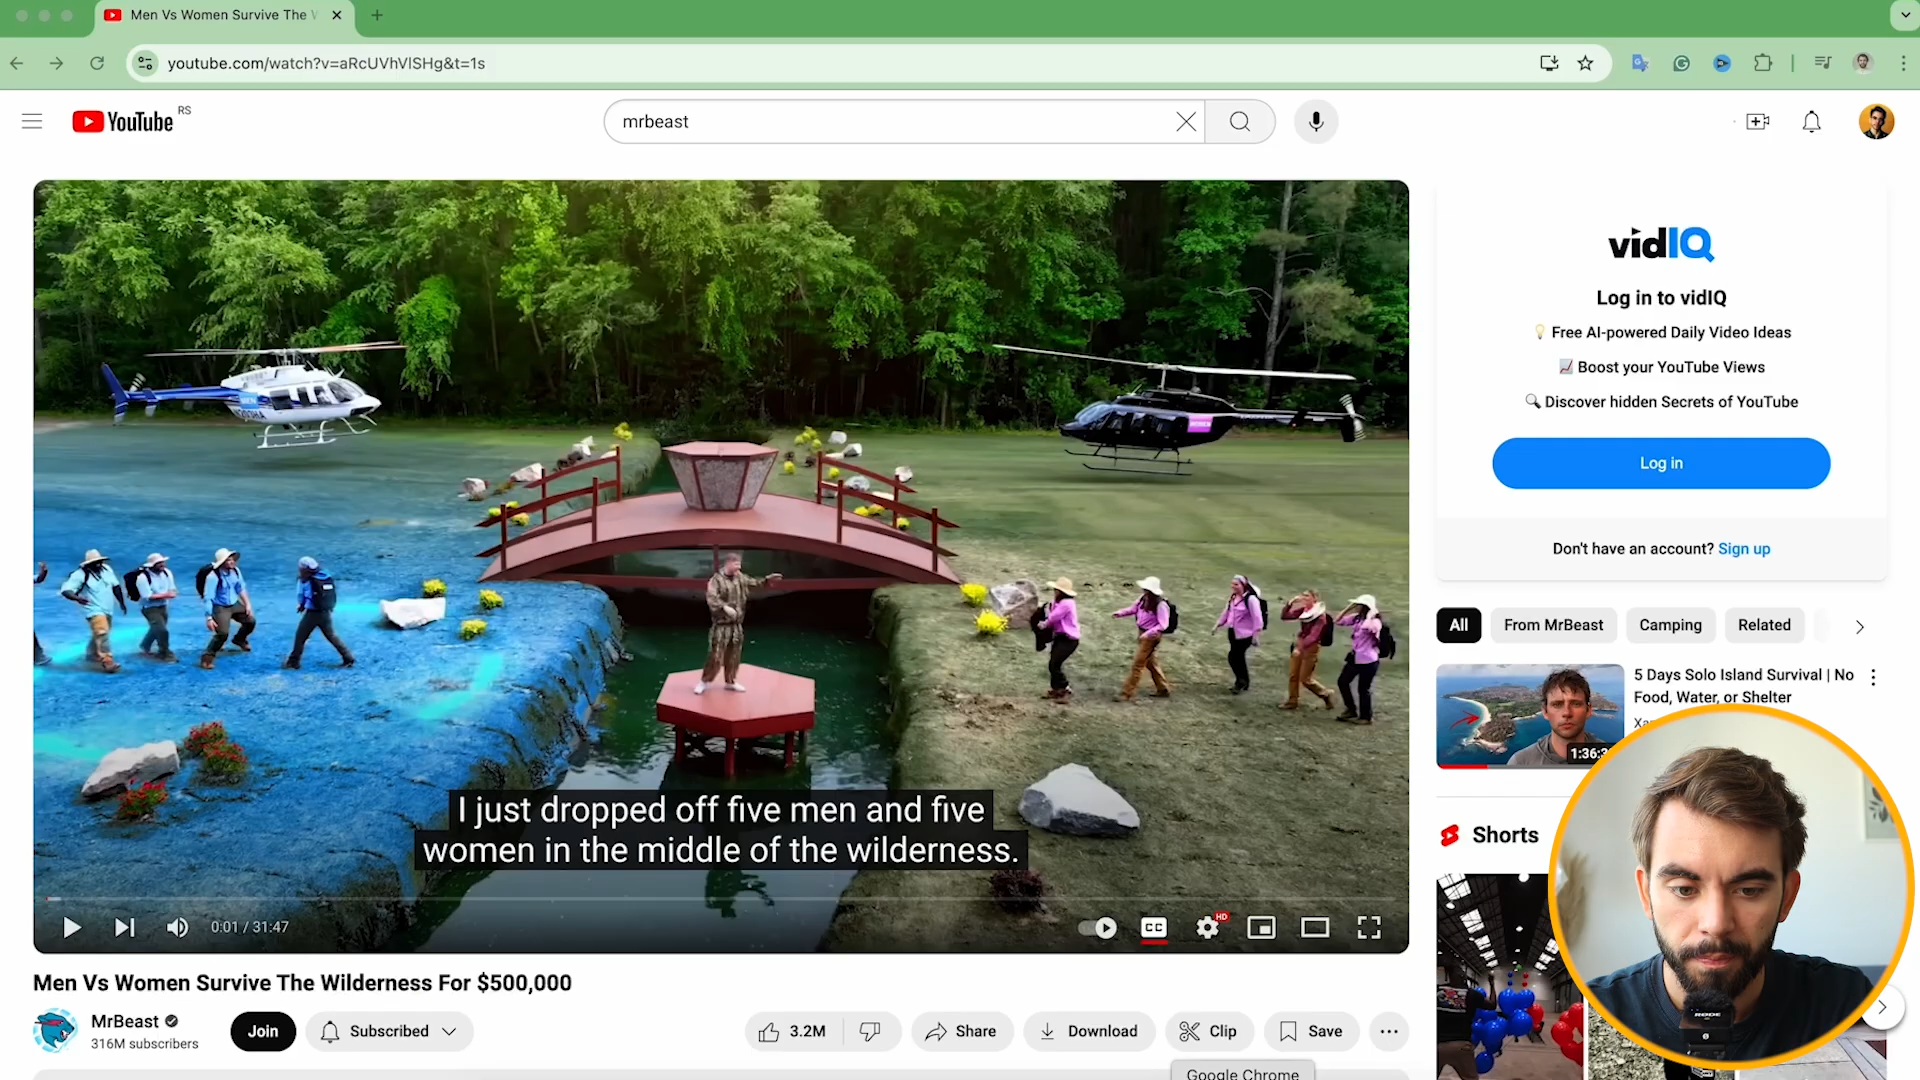 Men Vs Women Survive The W
youtube.com/watch?v=aRcUVhVlSHg&t=1s
YouTube RS
mrbeast
vidIQ
Log in to vidIQ
Free AI-powered Daily Video Ideas
Boost your YouTube Views
Discover hidden Secrets of YouTube
Log in
Don't have an account? Sign up
MEN
I just dropped off five men and five
women in the middle of the wilderness.
0:01 / 31:47
CC
HD
Men Vs Women Survive The Wilderness For $500,000
MrBeast
316M subscribers
Join
Subscribed
3.2M
Share
Download
Clip
Save
Google Chrome
All
From MrBeast
Camping
Related
5 Days Solo Island Survival | No
Food, Water, or Shelter
Xa
1:36:3
Shorts
RODE